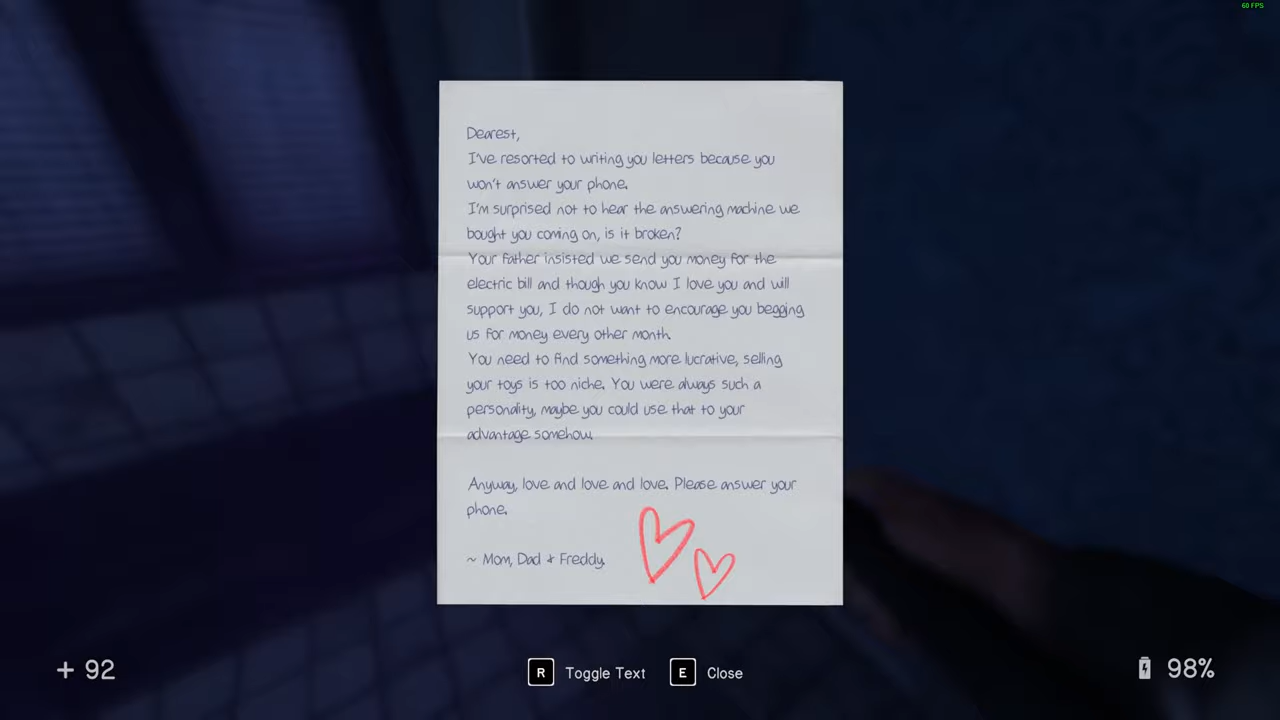 60 FPS
Dearest,
I've resorted to writing you letters because you
won't answer your phone.
I'm surprised not to hear the answering machine we
bought you coming on, is it broken?
Your father insisted we send you money for the
electric bill and though you know I love you and will
support you, I do not want to encourage you begging
us for money every other month.
You need to find something more lucrative, selling
your toys is too niche. You were always such a
personality, maybe you could use that to your
advantage somehow.
Anyway, love and love and love. Please answer your
phone.
~ Mom, Dad + Freddy.
+ 92
R Toggle Text E Close
98%